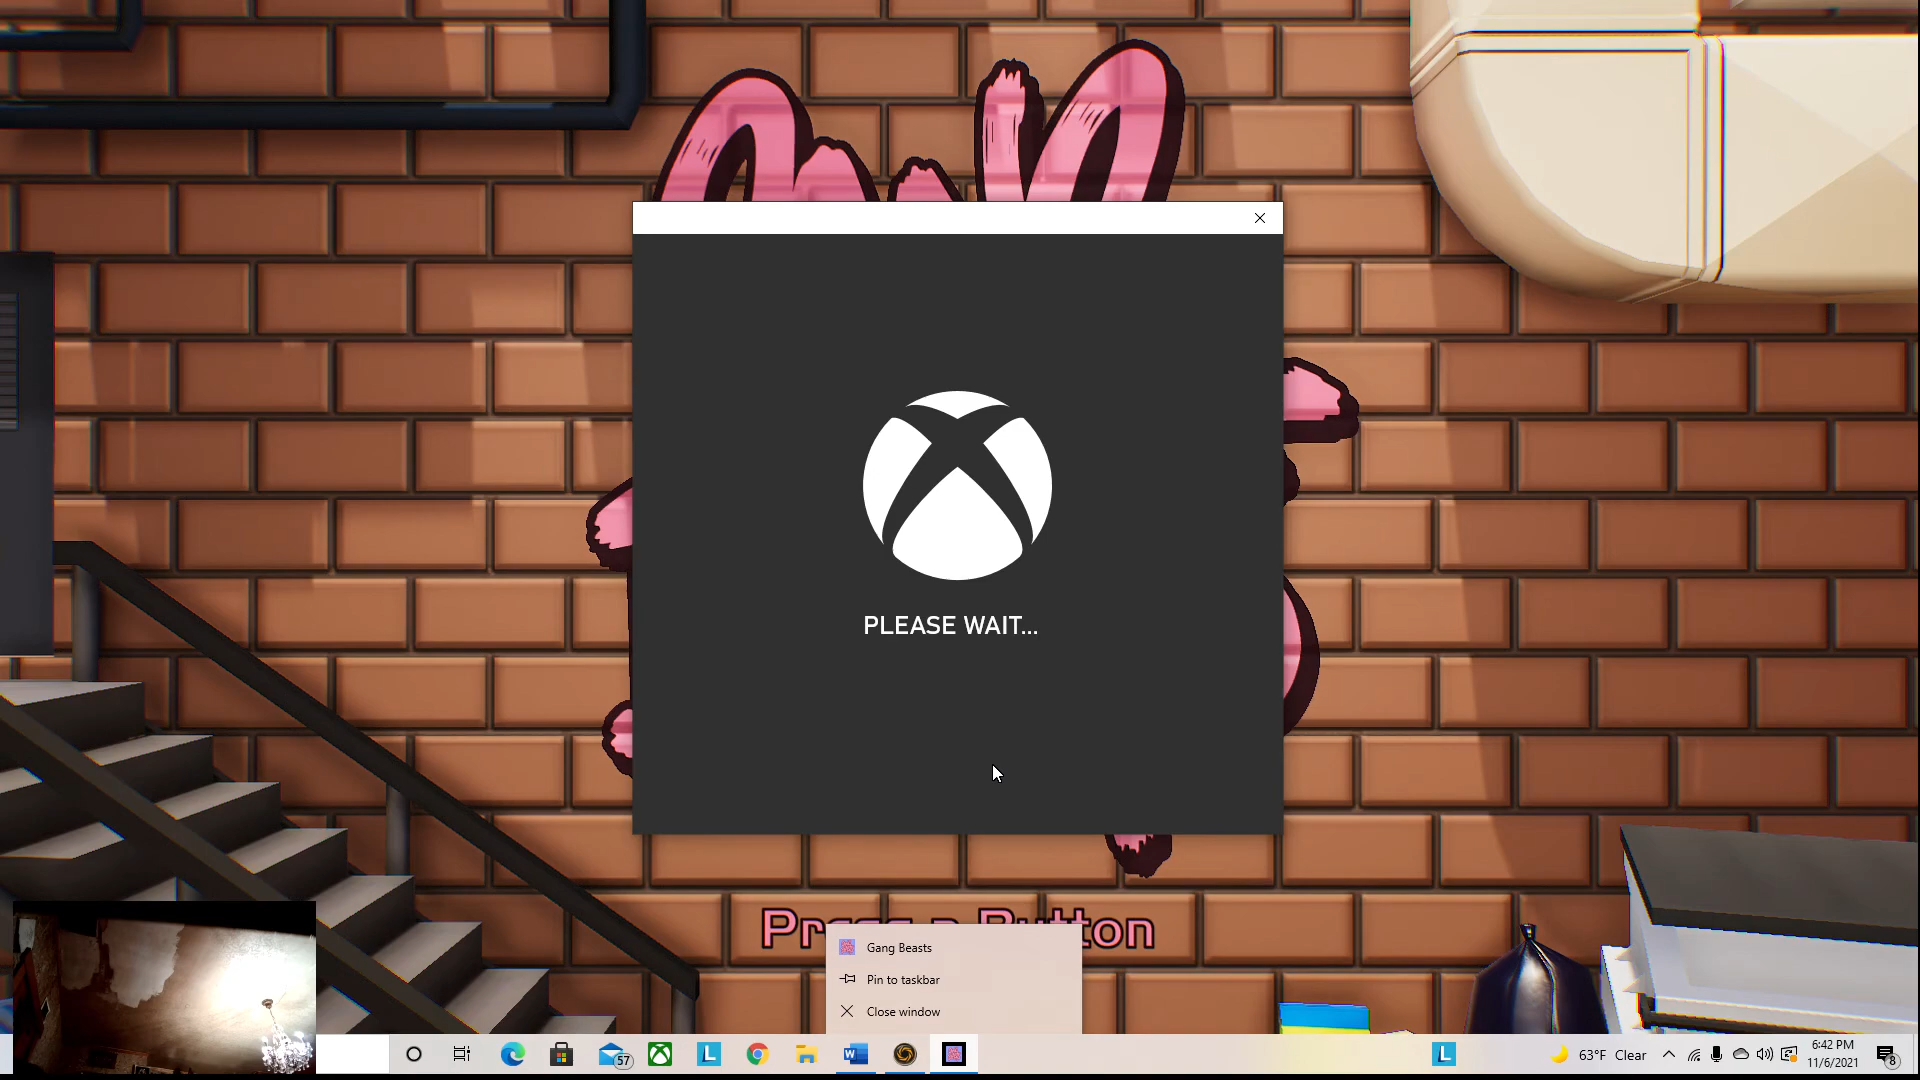 PLEASE WAIT...
Gang Beasts
Pin to taskbar
Close window
57
63°F Clear
6:42 PM
11/6/2021
8